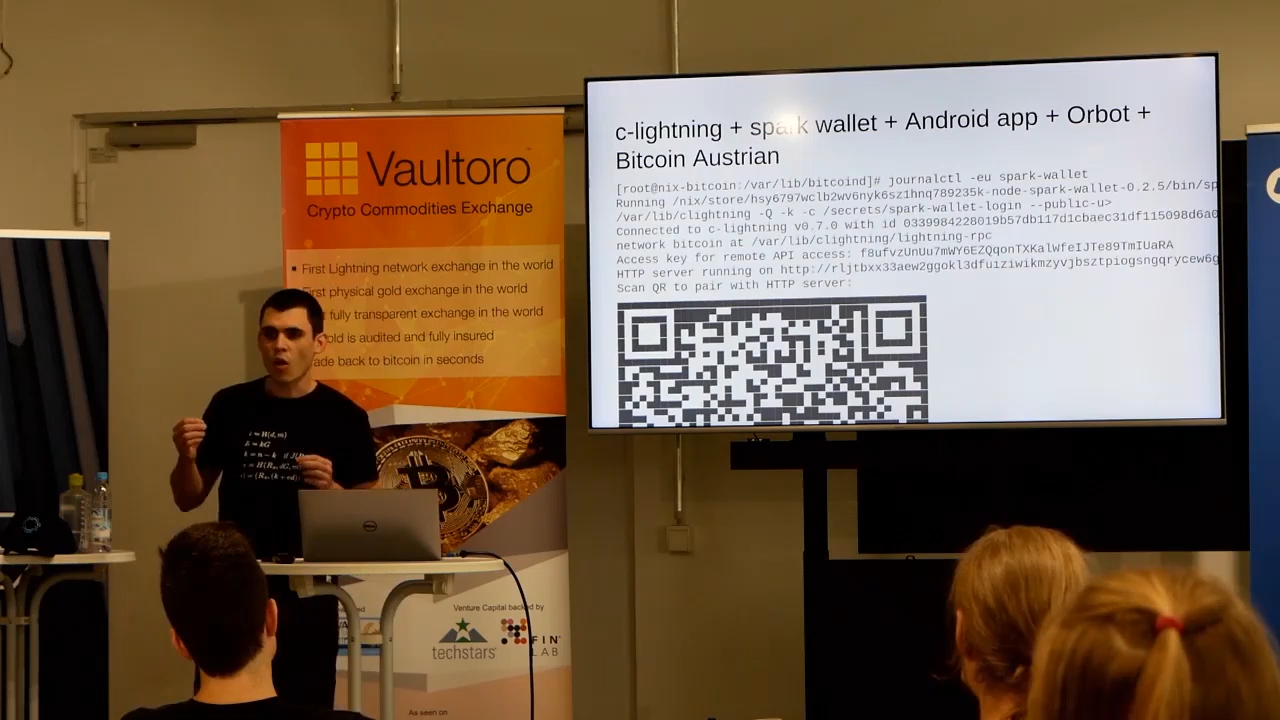 Vaultoro
Crypto Commodities Exchange
First Lightning network exchange in the world
First physical gold exchange in the world
fully transparent exchange in the world
old is audited and fully insured
ade back to bitcoin in seconds
c-lightning + spark wallet + Android app + Orbot +
Bitcoin Austrian
[root@nix-bitcoin:/var/lib/bitcoind]# journalctl -eu spark-wallet
Running /nix/store/hsy6797wclb2wv6nyk6sz1hnq789235k-node-spark-wallet-0.2.5/bin/sp
/var/lib/clightning -Q -k -c /secrets/spark-wallet-login --public-u>
Connected to c-lightning v0.7.0 with id 0339984228019b57db117d1cbaec31df115098d6a0
network bitcoin at /var/lib/clightning/lightning-rpc
Access key for remote API access: f8ufvzUnUu7mWY6EZQqonTXKalWfeIJTe89TmIUaRA
HTTP server running on http://rljtbxx33aew2ggokl3dfuiziwikmzyvjbsztpiogsngqrycew6g
Scan QR to pair with HTTP server:
DELL
Venture Capital backed by
techstars
FIN
LAB
As seen on